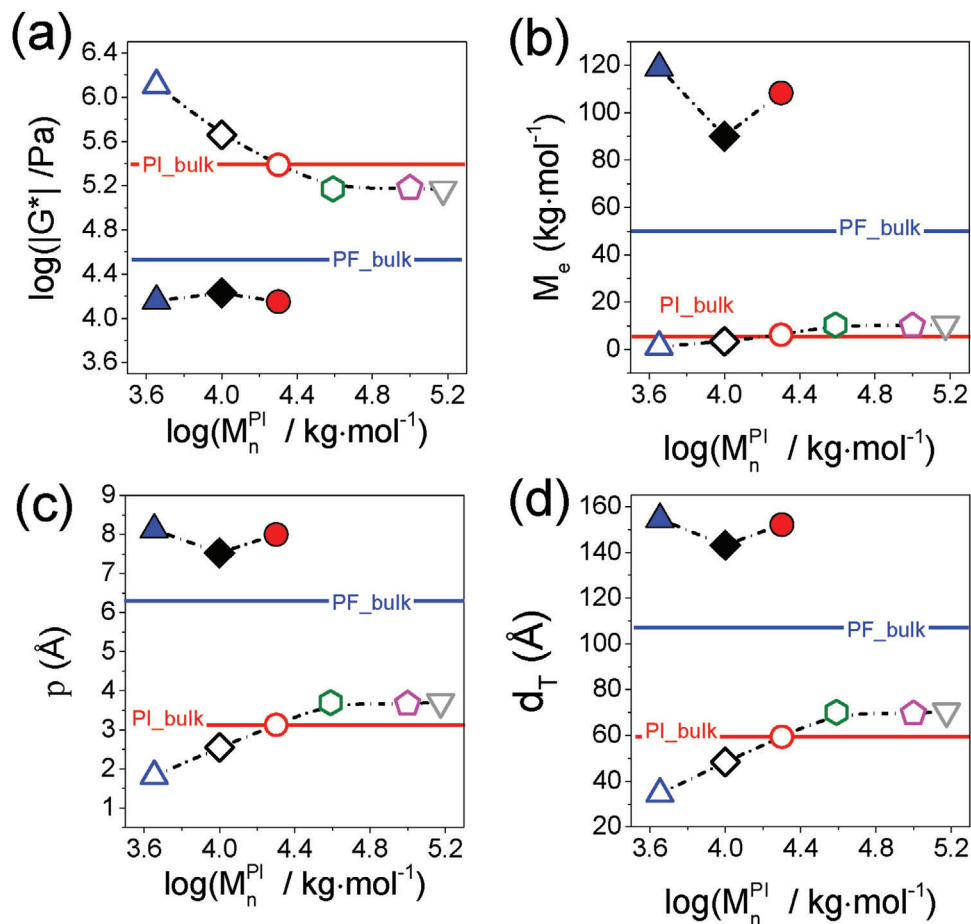 (a)
log(|G*| /Pa)
6.4
6.0
5.6
5.2
4.8
4.4
4.0
3.6
PI_bulk
PF_bulk
3.6 4.0 4.4 4.8 5.2
log(M_n^PI / kg·mol⁻¹)
(b)
M_e (kg·mol⁻¹)
120
100
80
60
40
20
0
PF_bulk
PI_bulk
3.6 4.0 4.4 4.8 5.2
log(M_n^PI / kg·mol⁻¹)
(c)
p (Å)
9
8
7
6
5
4
3
2
1
PF_bulk
PI_bulk
3.6 4.0 4.4 4.8 5.2
log(M_n^PI / kg·mol⁻¹)
(d)
d_T (Å)
160
140
120
100
80
60
40
20
PF_bulk
PI_bulk
3.6 4.0 4.4 4.8 5.2
log(M_n^PI / kg·mol⁻¹)